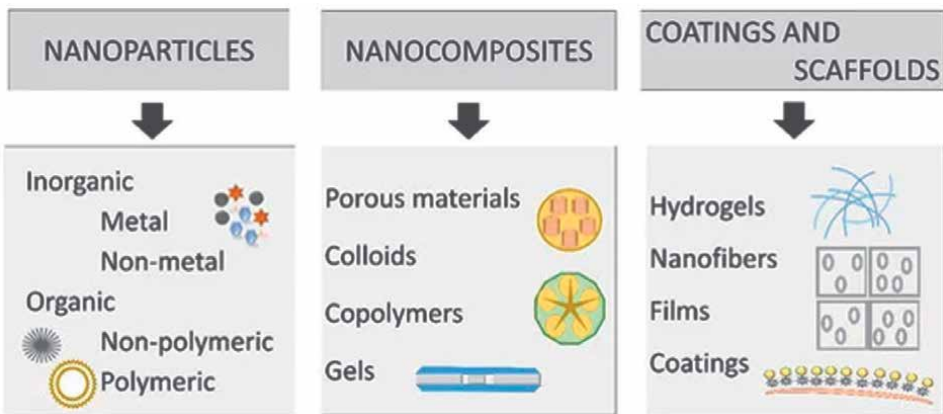 NANOPARTICLES
Inorganic
Metal
Non-metal
Organic
Non-polymeric
Polymeric
NANOCOMPOSITES
Porous materials
Colloids
Copolymers
Gels
COATINGS AND
SCAFFOLDS
Hydrogels
Nanofibers
Films
Coatings